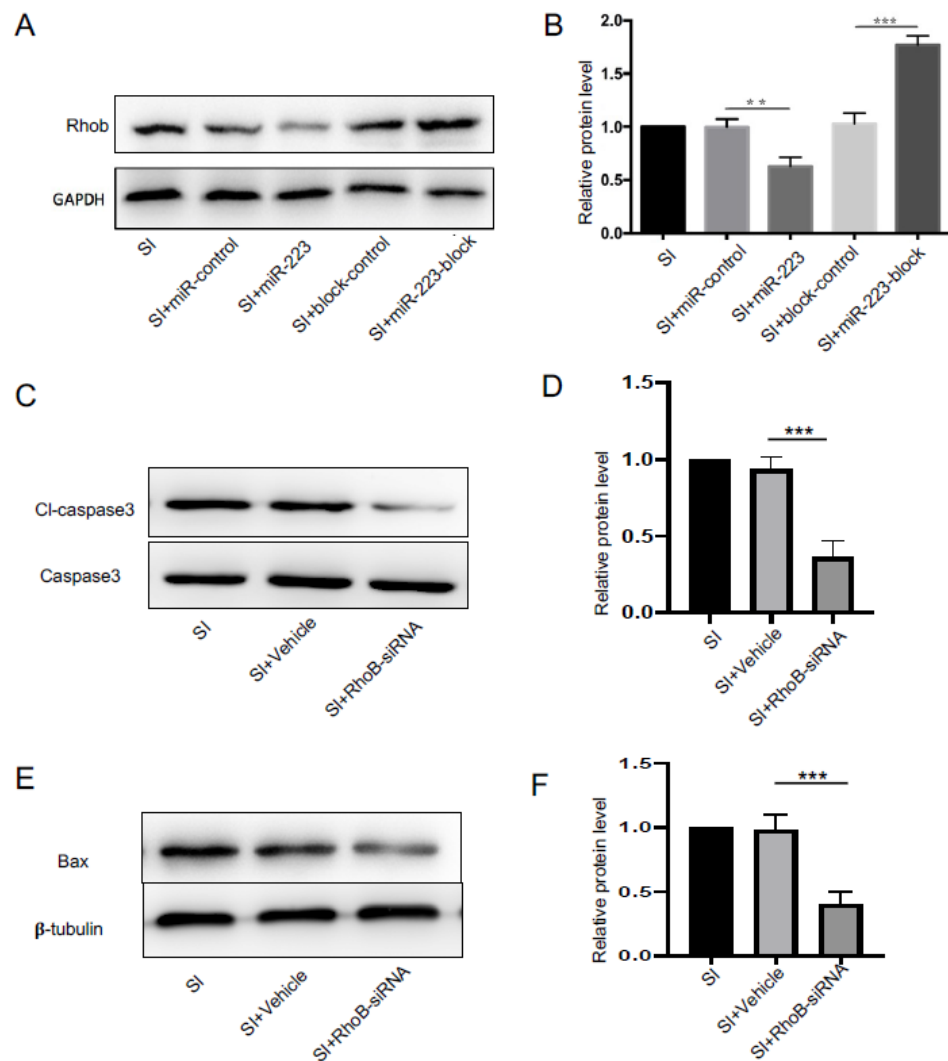 A
Rhob
GAPDH
SI
SI+miR-control
SI+miR-223
SI+block-control
SI+miR-223-block
B
Relative protein level
2.0
1.5
1.0
0.5
0.0
**
***
SI
SI+miR-control
SI+miR-223
SI+block-control
SI+miR-223-block
C
Cl-caspase3
Caspase3
SI
SI+Vehicle
SI+RhoB-siRNA
D
Relative protein level
1.5
1.0
0.5
0.0
***
SI
SI+Vehicle
SI+RhoB-siRNA
E
Bax
β-tubulin
SI
SI+Vehicle
SI+RhoB-siRNA
F
Relative protein level
1.5
1.0
0.5
0.0
***
SI
SI+Vehicle
SI+RhoB-siRNA